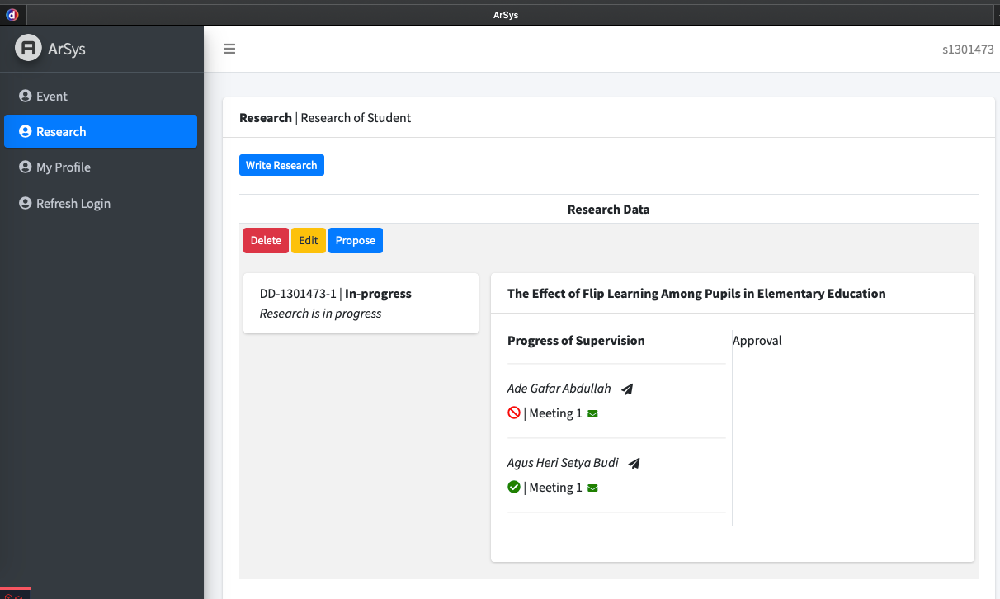 ArSys
ArSys
s1301473
Event
Research
My Profile
Refresh Login
Research | Research of Student
Write Research
Research Data
Delete Edit Propose
DD-1301473-1 | In-progress
Research is in progress
The Effect of Flip Learning Among Pupils in Elementary Education
Progress of Supervision
Approval
Ade Gafar Abdullah
| Meeting 1
Agus Heri Setya Budi
| Meeting 1